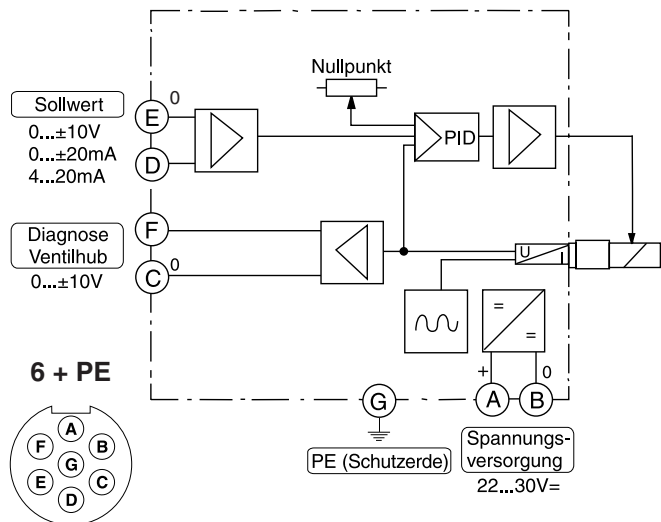 Nullpunkt
Sollwert
0...±10V
0...±20mA
4...20mA
E
0
D
PID
Diagnose
Ventilhub
0...±10V
F
C
0
U
I
=
=
+
0
A
B
G
PE (Schutzerde)
Spannungs-
versorgung
22...30V=
6 + PE
A
F
B
G
E
C
D